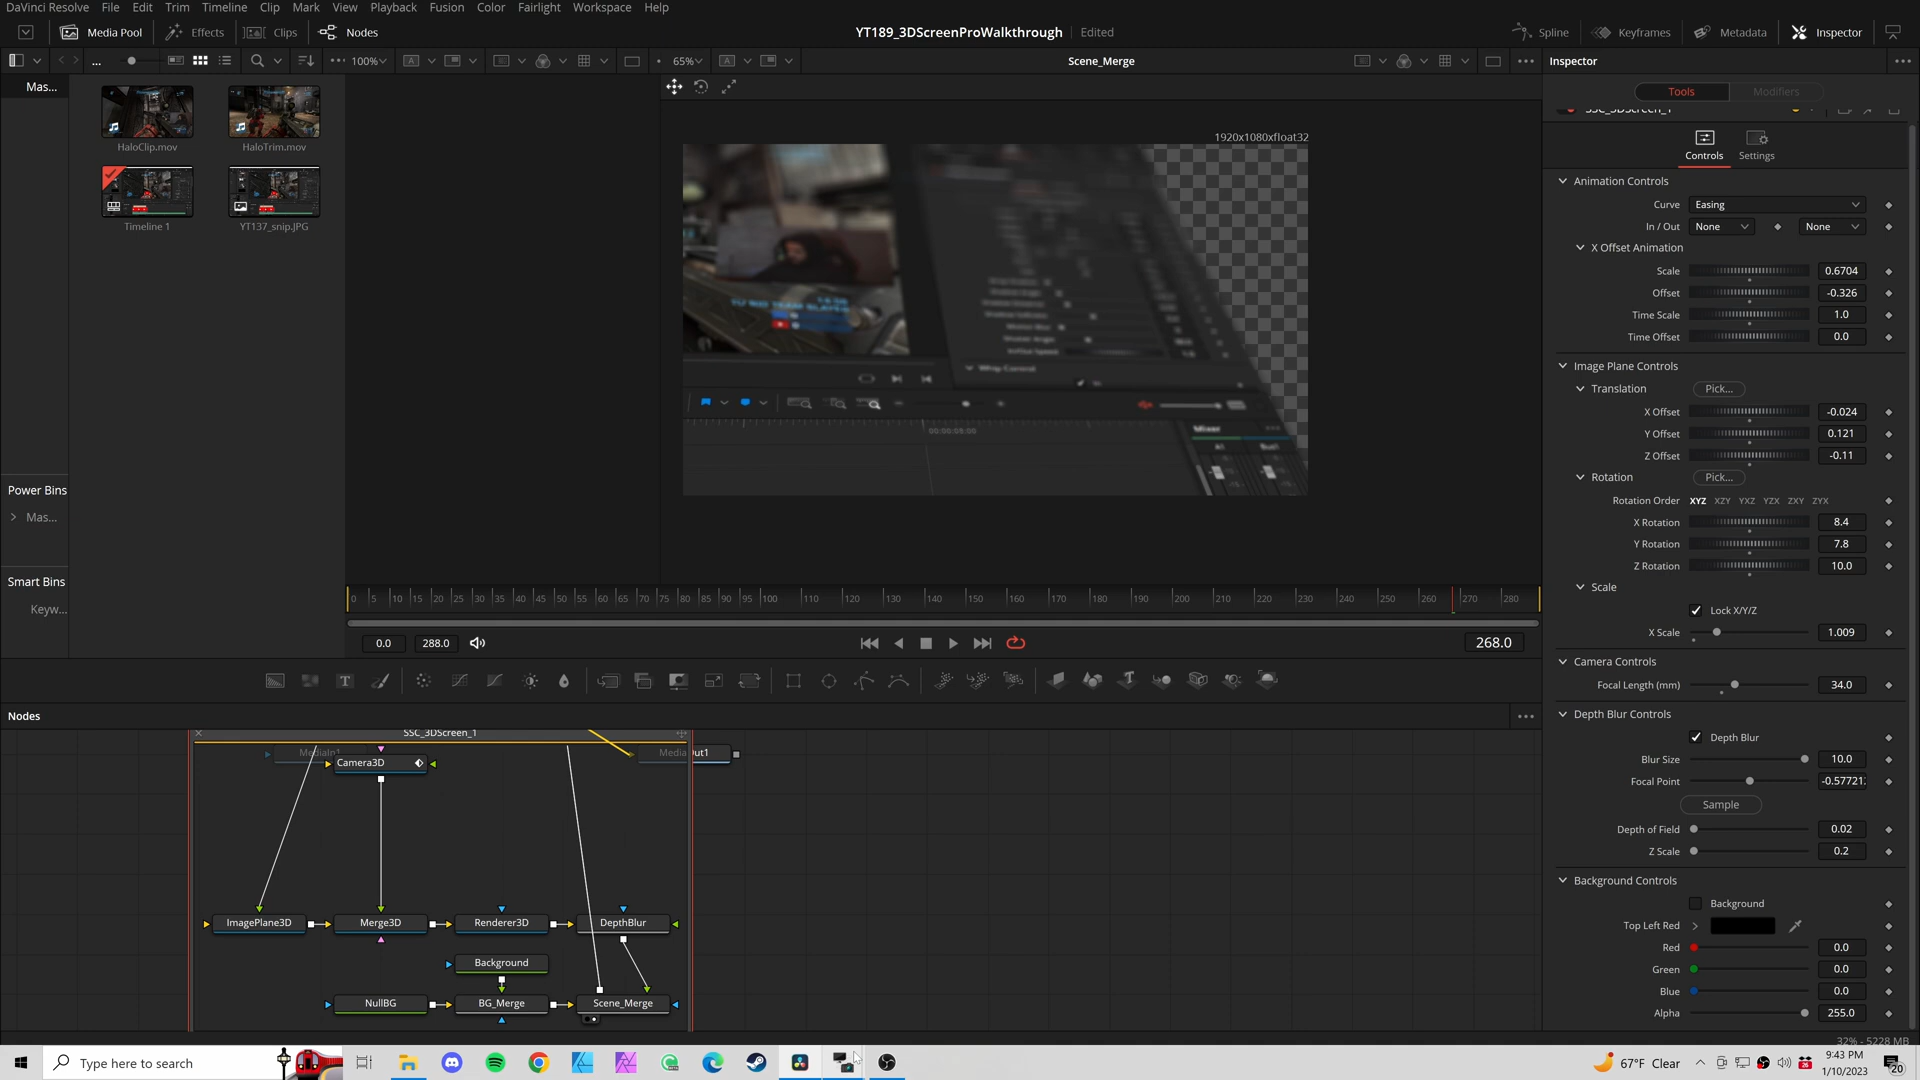 DaVinci Resolve File Edit Trim Timeline Clip Mark View Playback Fusion Color Fairlight Workspace Help
Media Pool Effects Clips Nodes
YT189_3DScreenProWalkthrough Edited
Spline Keyframes Metadata Inspector
... 100% 65%
Scene_Merge
Inspector
Mas...
HaloClip.mov HaloTrim.mov
Timeline 1 YT137_snip.JPG
Power Bins
Mas...
Smart Bins
Keyw...
1920x1080xfloat32
Wrap Control
00:00:05:00
Mixer
A1
Tools Modifiers
SSC_3DScreen_1
Controls Settings
Animation Controls
Curve Easing
In / Out None None
X Offset Animation
Scale 0.6704
Offset -0.326
Time Scale 1.0
Time Offset 0.0
Image Plane Controls
Translation Pick...
X Offset -0.024
Y Offset 0.121
Z Offset -0.11
Rotation Pick...
Rotation Order XYZ XZY YXZ YZX ZXY ZYX
X Rotation 8.4
Y Rotation 7.8
Z Rotation 10.0
Scale
Lock X/Y/Z
X Scale 1.009
Camera Controls
Focal Length (mm) 34.0
Depth Blur Controls
Depth Blur
Blur Size 10.0
Focal Point -0.57721
Sample
Depth of Field 0.02
Z Scale 0.2
Background Controls
Background
Top Left Red
Red 0.0
Green 0.0
Blue 0.0
Alpha 255.0
0 5 10 15 20 25 30 35 40 45 50 55 60 65 70 75 80 85 90 95 100 110 120 130 140 150 160 170 180 190 200 210 220 230 240 250 260 270 280
0.0 288.0 268.0
Nodes
SSC_3DScreen_1
MediaIn1 MediaOut1
Camera3D
ImagePlane3D Merge3D Renderer3D DepthBlur
Background
NullBG BG_Merge Scene_Merge
32% - 5228 MB
Type here to search
67°F Clear
9:43 PM
1/10/2023
20